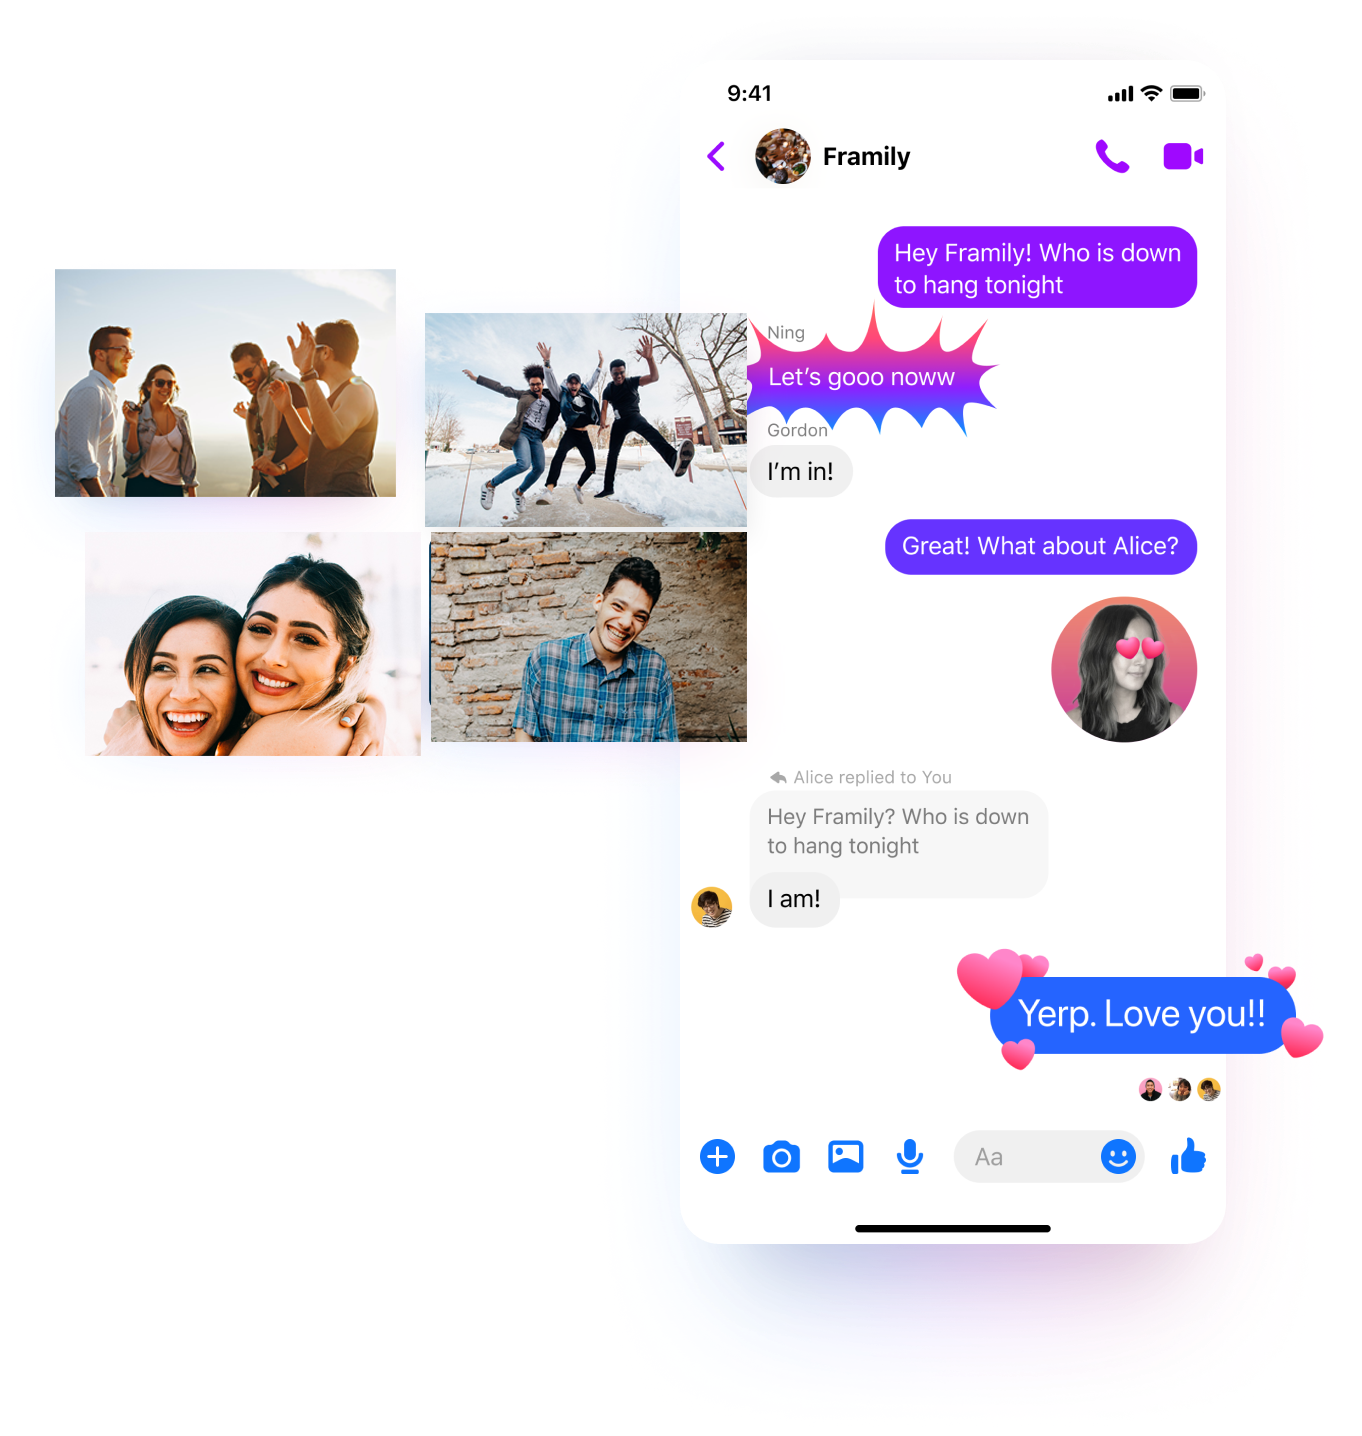 9:41
Framily
Hey Framily! Who is down
to hang tonight
Ning
Let’s gooo noww
Gordon
I’m in!
Great! What about Alice?
Alice replied to You
Hey Framily? Who is down
to hang tonight
I am!
Yerp. Love you!!
Aa